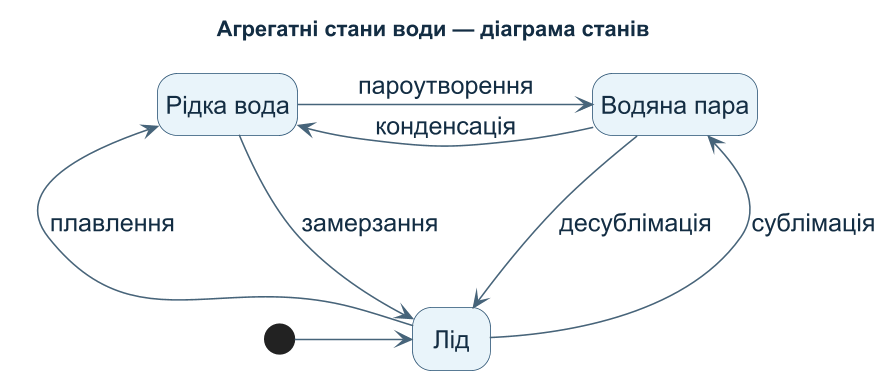 Агрегатні стани води — діаграма станів
Рідка вода
пароутворення
Водяна пара
конденсація
плавлення
замерзання
десублімація
сублімація
Лід